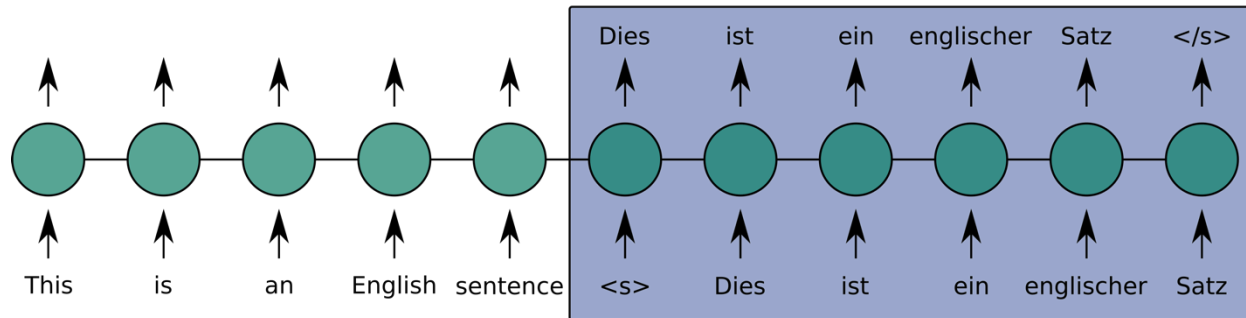 Dies ist ein englischer Satz </s>
This is an English sentence <s> Dies ist ein englischer Satz